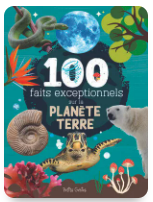 100
faits exceptionnels
sur la
PLANÈTE
TERRE